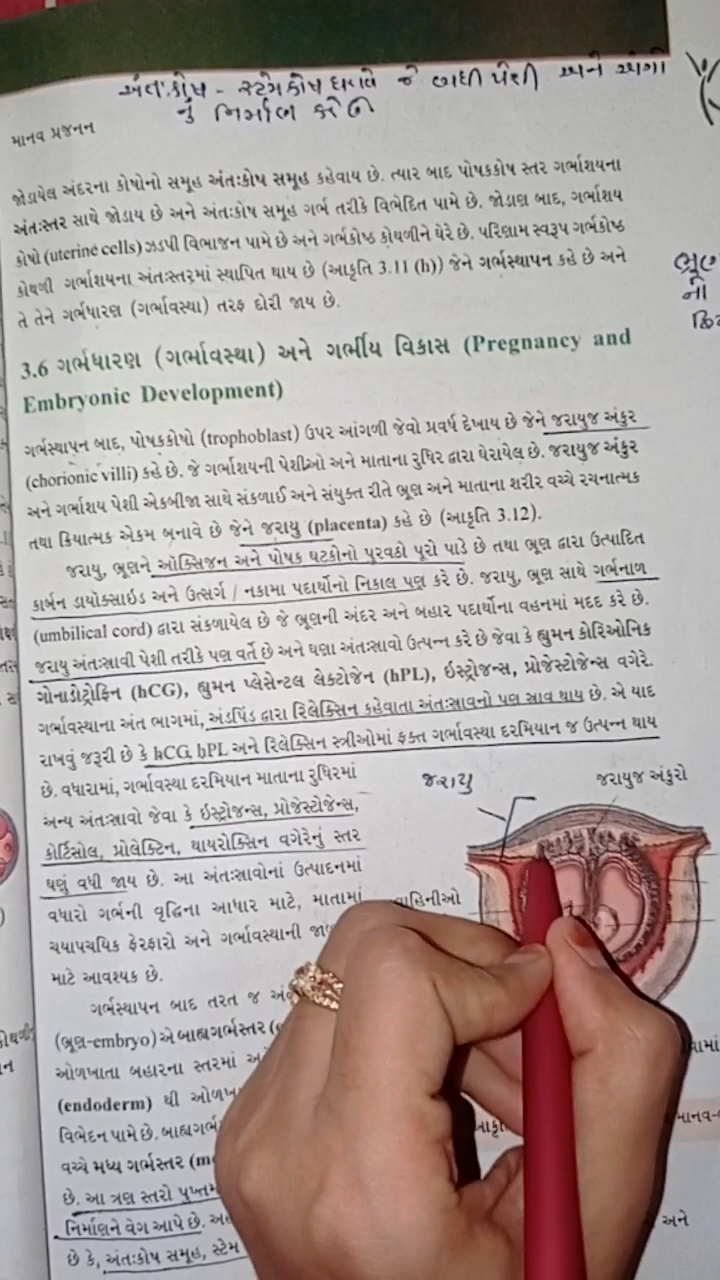 અંતઃકોષ - સ્ટેમકોષ ધરાવે જે બધી પેશી અને અંગો
નું નિર્માણ કરે છે
માનવ પ્રજનન
જોડાયેલ અંદરના કોષોનો સમૂહ અંતઃકોષ સમૂહ કહેવાય છે. ત્યાર બાદ પોષકકોષ સ્તર ગર્ભાશયના
અંતઃસ્તર સાથે જોડાય છે અને અંતઃકોષ સમૂહ ગર્ભ તરીકે વિભેદિત પામે છે. જોડાણ બાદ, ગર્ભાશય
કોષો (uterine cells) ઝડપી વિભાજન પામે છે અને ગર્ભકોષ્ઠ કોથળીને ઘેરે છે. પરિણામ સ્વરૂપ ગર્ભકોષ્ઠ
કોથળી ગર્ભાશયના અંતઃસ્તરમાં સ્થાપિત થાય છે (આકૃતિ 3.11 (h)) જેને ગર્ભસ્થાપન કહે છે અને
તે તેને ગર્ભધારણ (ગર્ભાવસ્થા) તરફ દોરી જાય છે.
ભ્રૂણ
ની
3.6 ગર્ભધારણ (ગર્ભાવસ્થા) અને ગર્ભીય વિકાસ (Pregnancy and
Embryonic Development)
ગર્ભસ્થાપન બાદ, પોષકકોષો (trophoblast) ઉપર આંગળી જેવો પ્રવર્ધ દેખાય છે જેને જરાયુજ અંકુર
(chorionic villi) કહે છે. જે ગર્ભાશયની પેશીઓ અને માતાના રુધિર દ્વારા ઘેરાયેલ છે. જરાયુજ અંકુર
અને ગર્ભાશય પેશી એકબીજા સાથે સંકળાઈ અને સંયુક્ત રીતે ભ્રૂણ અને માતાના શરીર વચ્ચે રચનાત્મક
તથા ક્રિયાત્મક એકમ બનાવે છે જેને જરાયુ (placenta) કહે છે (આકૃતિ 3.12).
જરાયુ, ભ્રૂણને ઑક્સિજન અને પોષક ઘટકોનો પુરવઠો પૂરો પાડે છે તથા ભ્રૂણ દ્વારા ઉત્પાદિત
કાર્બન ડાયૉક્સાઇડ અને ઉત્સર્ગ / નકામા પદાર્થોનો નિકાલ પણ કરે છે. જરાયુ, ભ્રૂણ સાથે ગર્ભનાળ
(umbilical cord) દ્વારા સંકળાયેલ છે જે ભ્રૂણની અંદર અને બહાર પદાર્થોના વહનમાં મદદ કરે છે.
જરાયુ અંતઃસ્રાવી પેશી તરીકે પણ વર્તે છે અને ઘણા અંતઃસ્રાવો ઉત્પન્ન કરે છે જેવા કે હ્યુમન કોરિઓનિક
ગોનાડોટ્રોફિન (hCG), હ્યુમન પ્લેસેન્ટલ લેક્ટોજેન (hPL), ઇસ્ટ્રોજન્સ, પ્રોજેસ્ટોજેન્સ વગેરે.
ગર્ભાવસ્થાના અંત ભાગમાં, અંડપિંડ દ્વારા રિલેક્સિન કહેવાતા અંતઃસ્રાવનો પણ સ્રાવ થાય છે. એ યાદ
રાખવું જરૂરી છે કે hCG, hPL અને રિલેક્સિન સ્ત્રીઓમાં ફક્ત ગર્ભાવસ્થા દરમિયાન જ ઉત્પન્ન થાય
છે. વધારામાં, ગર્ભાવસ્થા દરમિયાન માતાના રુધિરમાં
અન્ય અંતઃસ્રાવો જેવા કે ઇસ્ટ્રોજન્સ, પ્રોજેસ્ટોજેન્સ,
કોર્ટિસોલ, પ્રોલેક્ટિન, થાયરોક્સિન વગેરેનું સ્તર
ઘણું વધી જાય છે. આ અંતઃસ્રાવોનાં ઉત્પાદનમાં
વધારો ગર્ભની વૃદ્ધિના આધાર માટે, માતામાં
ચયાપચયિક ફેરફારો અને ગર્ભાવસ્થાની
માટે આવશ્યક છે.
ગર્ભસ્થાપન બાદ તરત જ
(ભ્રૂણ-embryo) એ બાહ્યગર્ભસ્તર
ઓળખાતા બહારના સ્તરમાં
(endoderm) થી
વિભેદન પામે છે.
વચ્ચે મધ્ય ગર્ભસ્તર
છે. આ ત્રણ સ્તરો
નિર્માણને વેગ આપે છે.
છે કે, અંતઃકોષ સમૂહ, સ્ટેમ
જરાયુ
જરાયુજ અંકુરો
અને